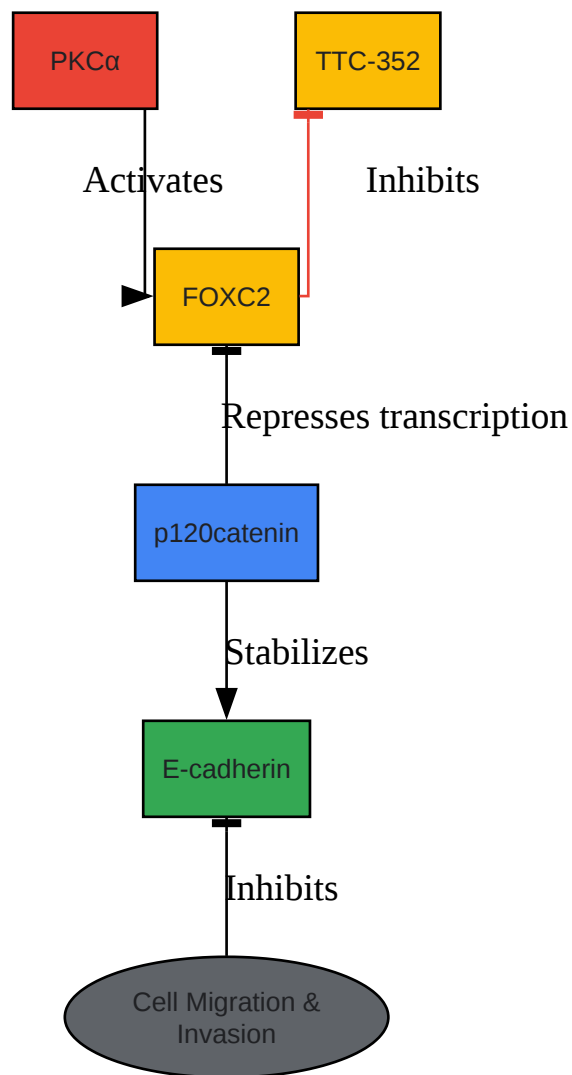 PKCα
TTC-352
Activates
Inhibits
FOXC2
Represses transcription
p120catenin
Stabilizes
E-cadherin
Inhibits
Cell Migration &
Invasion